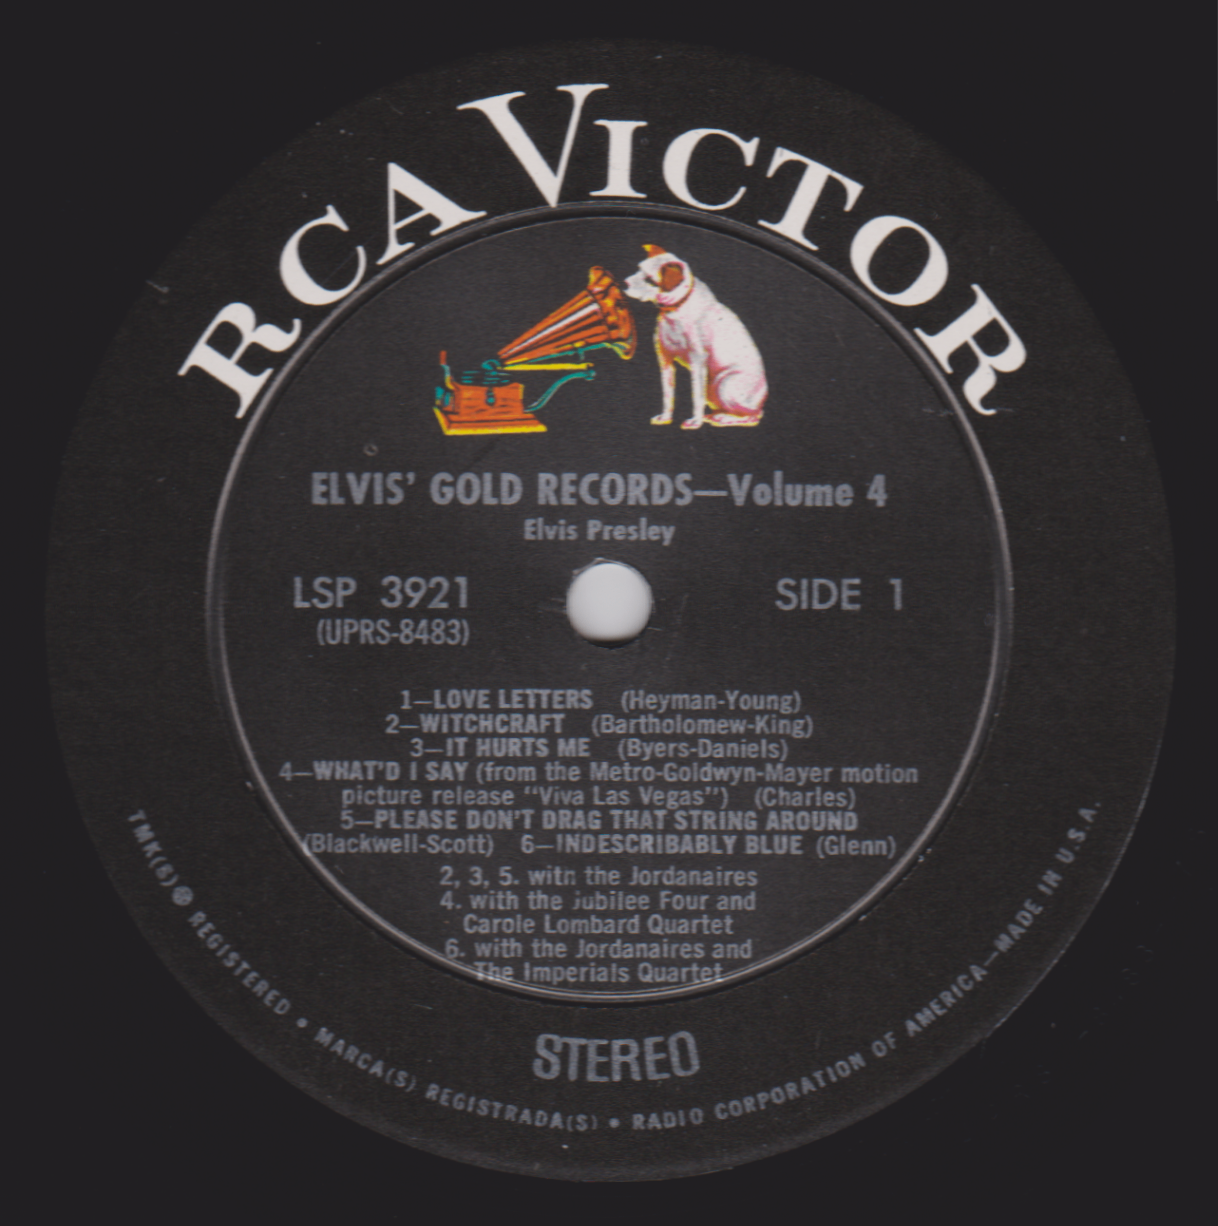 RCA VICTOR
ELVIS' GOLD RECORDS—Volume 4
Elvis Presley
LSP 3921
(UPRS-8483)
SIDE 1
1—LOVE LETTERS (Heyman-Young)
2—WITCHCRAFT (Bartholomew-King)
3—IT HURTS ME (Byers-Daniels)
4—WHAT'D I SAY (from the Metro-Goldwyn-Mayer motion
picture release "Viva Las Vegas") (Charles)
5—PLEASE DON'T DRAG THAT STRING AROUND
(Blackwell-Scott) 6—INDESCRIBABLY BLUE (Glenn)
2, 3, 5. with the Jordanaires
4. with the Jubilee Four and
Carole Lombard Quartet
6. with the Jordanaires and
The Imperials Quartet
STEREO
TMK(S) ® REGISTERED • MARCA(S) REGISTRADA(S) • RADIO CORPORATION OF AMERICA—MADE IN U.S.A.